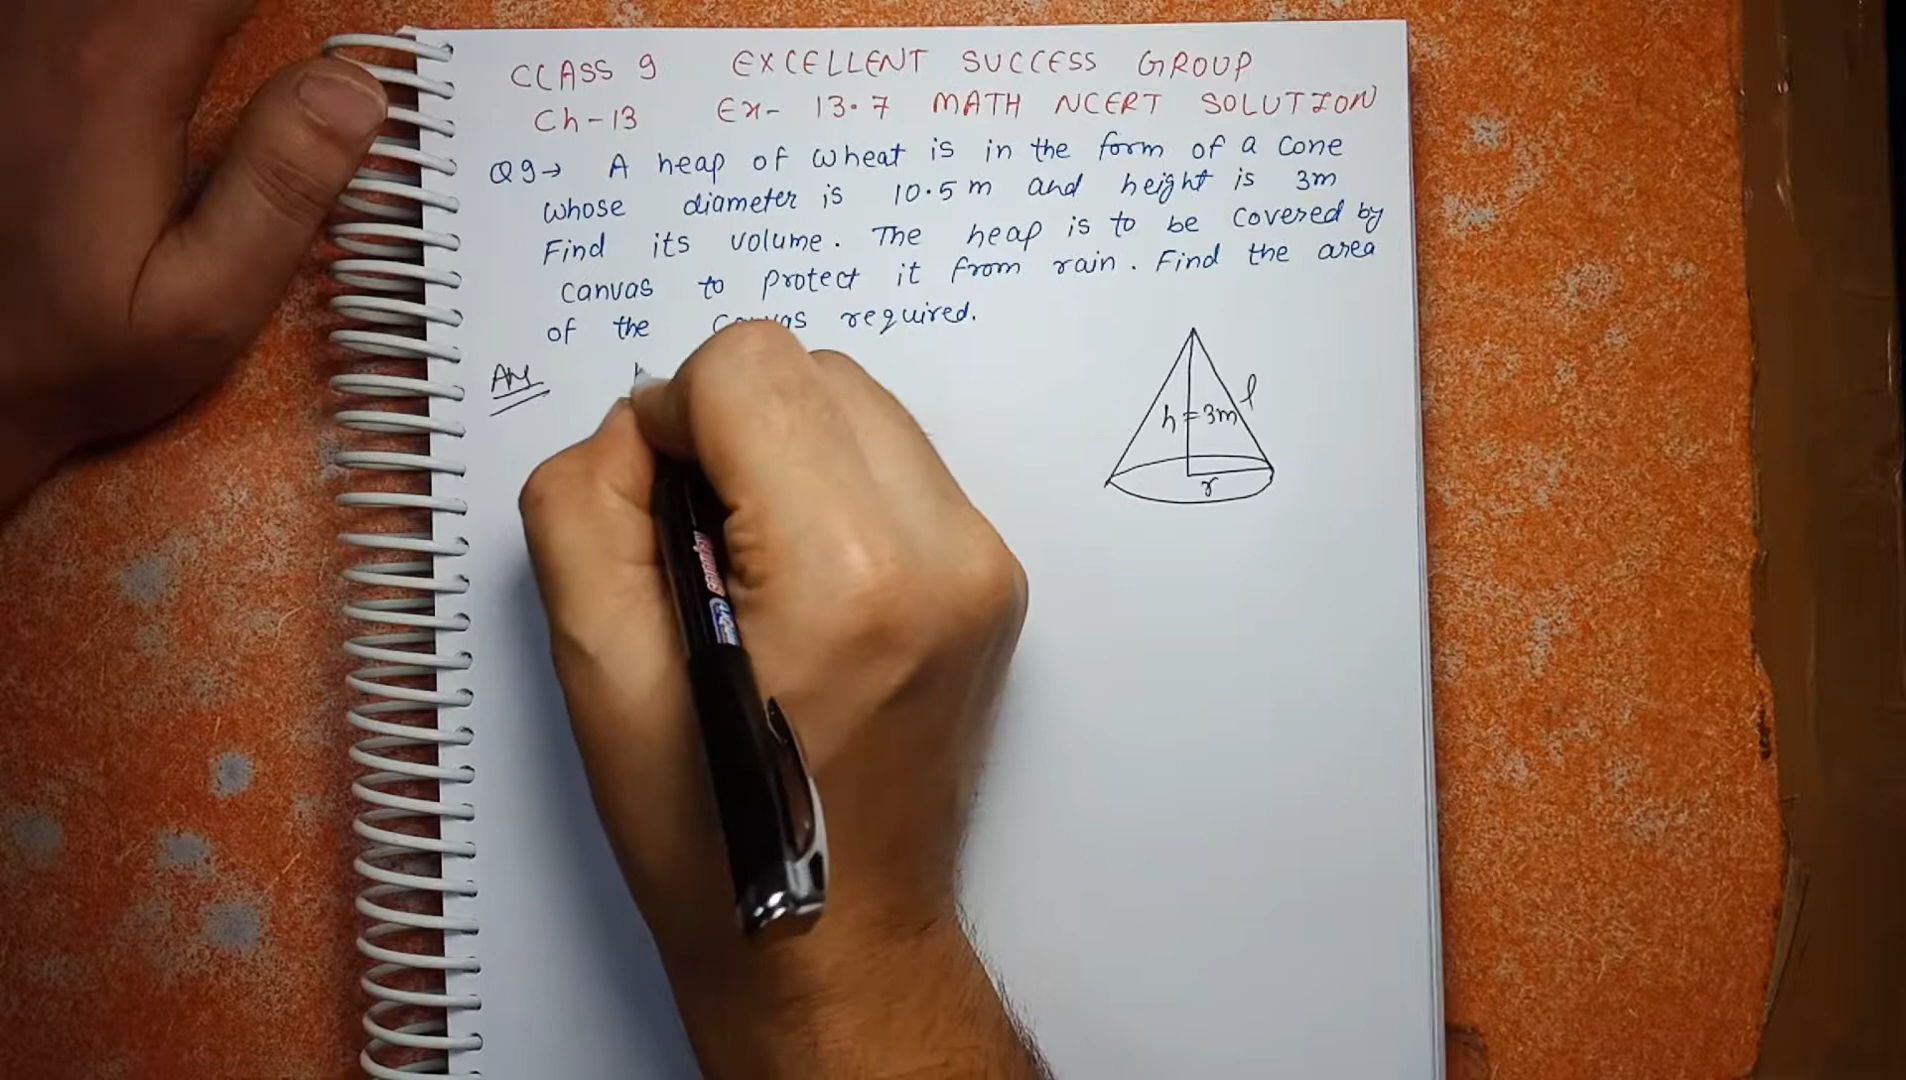 CLASS 9 EXCELLENT SUCCESS GROUP
Ch-13 Ex- 13.7 MATH NCERT SOLUTION
Q9→ A heap of wheat is in the form of a cone
whose diameter is 10.5 m and height is 3m
Find its volume. The heap is to be covered by
canvas to protect it from rain. Find the area
of the canvas required.
Ans
h = 3m
l
r